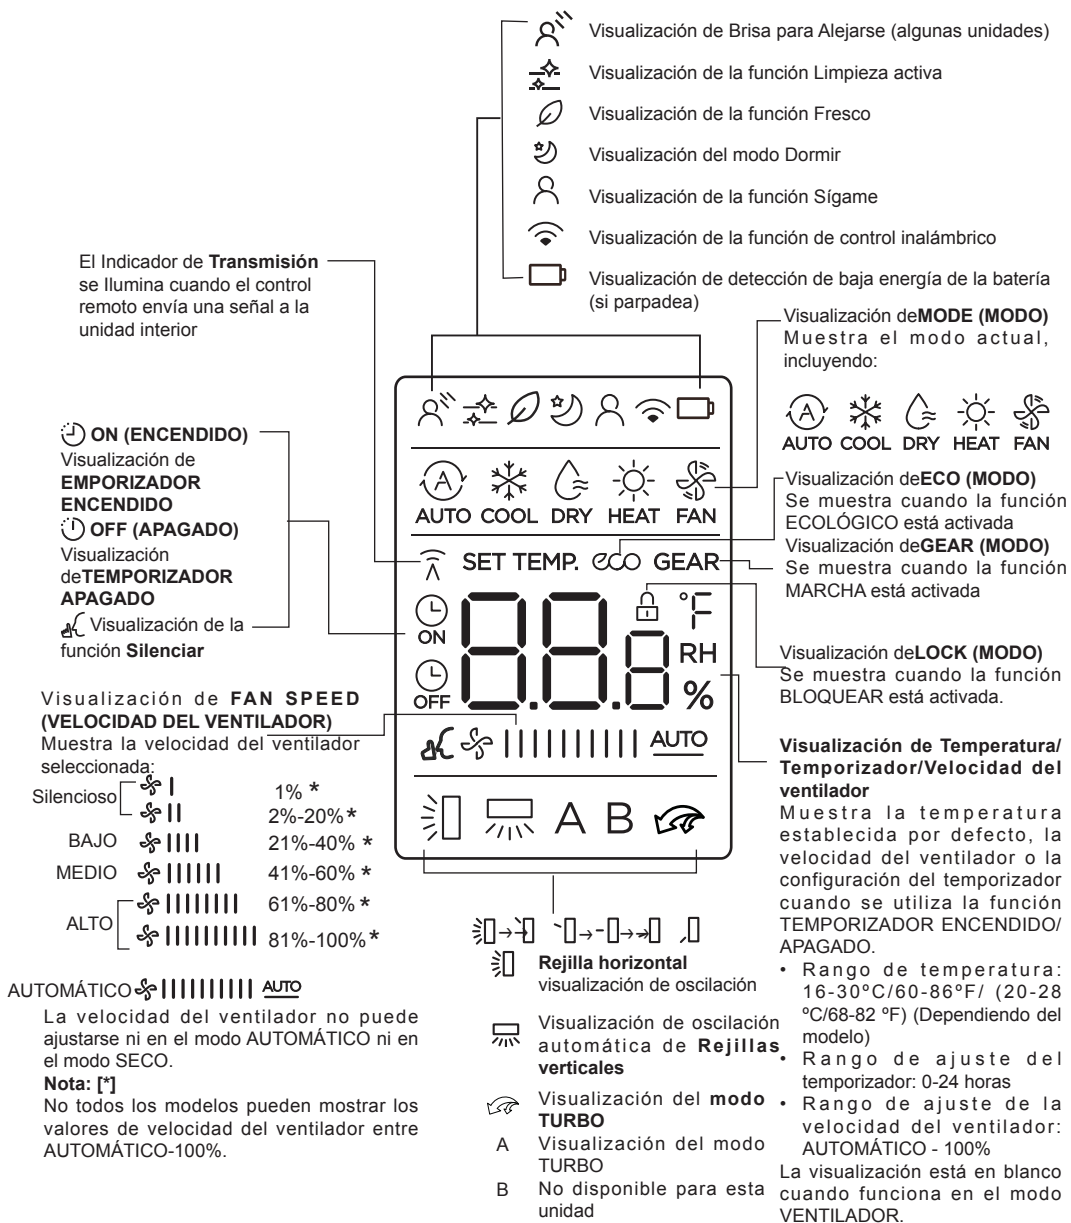 Visualización de Brisa para Alejarse (algunas unidades)
Visualización de la función Limpieza activa
Visualización de la función Fresco
Visualización del modo Dormir
Visualización de la función Sígame
Visualización de la función de control inalámbrico
Visualización de detección de baja energía de la batería
(si parpadea)
El Indicador de Transmisión
se Ilumina cuando el control
remoto envía una señal a la
unidad interior
ON (ENCENDIDO)
Visualización de
EMPORIZADOR
ENCENDIDO
OFF (APAGADO)
Visualización
deTEMPORIZADOR
APAGADO
Visualización de la
función Silenciar
Visualización de FAN SPEED
(VELOCIDAD DEL VENTILADOR)
Muestra la velocidad del ventilador
seleccionada:
Silencioso
1% *
2%-20% *
BAJO 21%-40% *
MEDIO 41%-60% *
ALTO
61%-80% *
81%-100% *
AUTOMÁTICO AUTO
La velocidad del ventilador no puede
ajustarse ni en el modo AUTOMÁTICO ni en
el modo SECO.
Nota: [*]
No todos los modelos pueden mostrar los
valores de velocidad del ventilador entre
AUTOMÁTICO-100%.
A
AUTO COOL DRY HEAT FAN
SET TEMP. eco GEAR
ON
OFF
88.8
°F
RH
%
AUTO
A B
Rejilla horizontal
visualización de oscilación
Visualización de oscilación
automática de Rejillas
verticales
Visualización del modo
TURBO
A Visualización del modo
TURBO
B No disponible para esta
unidad
Visualización deMODE (MODO)
Muestra el modo actual,
incluyendo:
A
AUTO COOL DRY HEAT FAN
Visualización deECO (MODO)
Se muestra cuando la función
ECOLÓGICO está activada
Visualización deGEAR (MODO)
Se muestra cuando la función
MARCHA está activada
Visualización deLOCK (MODO)
Se muestra cuando la función
BLOQUEAR está activada.
Visualización de Temperatura/
Temporizador/Velocidad del
ventilador
Muestra la temperatura
establecida por defecto, la
velocidad del ventilador o la
configuración del temporizador
cuando se utiliza la función
TEMPORIZADOR ENCENDIDO/
APAGADO.
• Rango de temperatura:
16-30ºC/60-86ºF/ (20-28
ºC/68-82 ºF) (Dependiendo del
modelo)
• Rango de ajuste del
temporizador: 0-24 horas
• Rango de ajuste de la
velocidad del ventilador:
AUTOMÁTICO - 100%
La visualización está en blanco
cuando funciona en el modo
VENTILADOR.